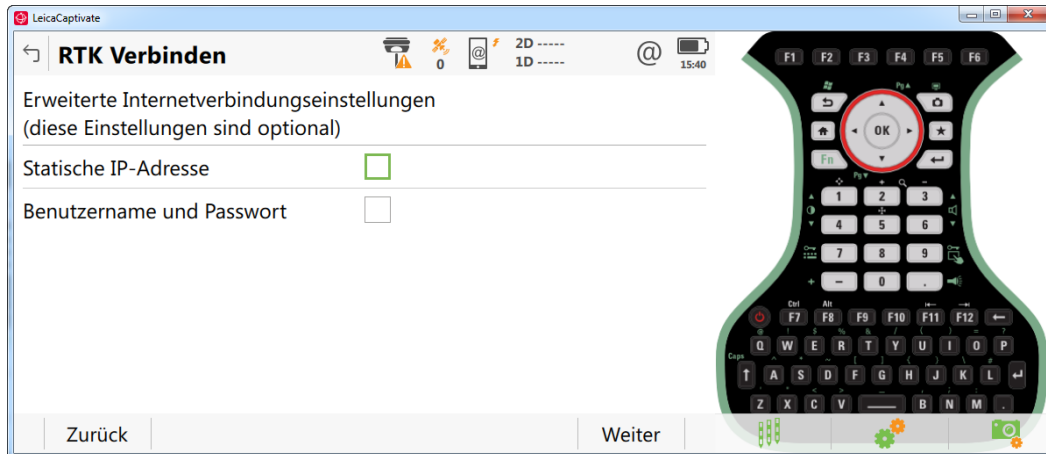 LeicaCaptivate
RTK Verbinden
0
@
2D -----
1D -----
@
15:40
Erweiterte Internetverbindungseinstellungen
(diese Einstellungen sind optional)
Statische IP-Adresse
Benutzername und Passwort
Zurück
Weiter
F1 F2 F3 F4 F5 F6
Pg▲
OK
Fn
Pg▼
+ -
1 2 3
4 5 6
7 8 9
+ - 0 .
Ctrl Alt
F7 F8 F9 F10 F11 F12
@ ! $ % & / ( ) = ?
Q W E R T Y U I O P
Caps
A S D F G H J K L
Z X C V B N M .